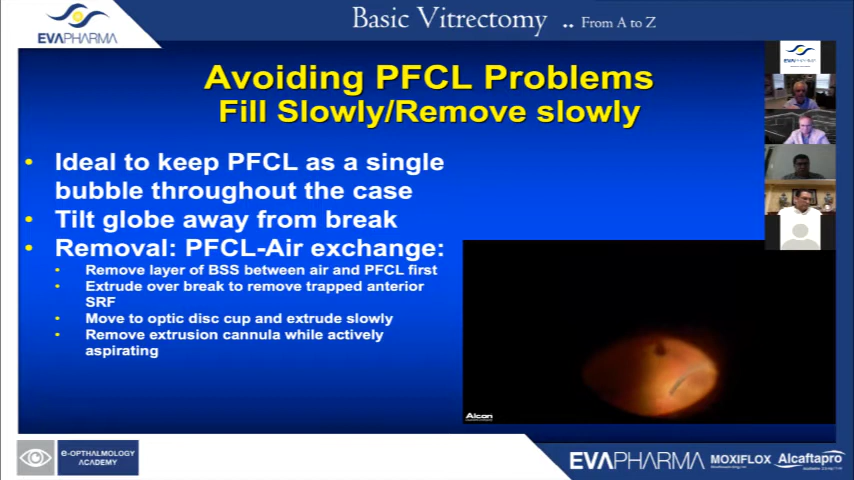 Basic Vitrectomy .. From A to Z
EVAPHARMA
Avoiding PFCL Problems
Fill Slowly/Remove slowly
• Ideal to keep PFCL as a single
bubble throughout the case
• Tilt globe away from break
• Removal: PFCL-Air exchange:
• Remove layer of BSS between air and PFCL first
• Extrude over break to remove trapped anterior
SRF
• Move to optic disc cup and extrude slowly
• Remove extrusion cannula while actively
aspirating
EVAPHARMA
Alcon
e-OPTHALMOLOGY
ACADEMY
EVAPHARMA MOXIFLOX Alcaftapro